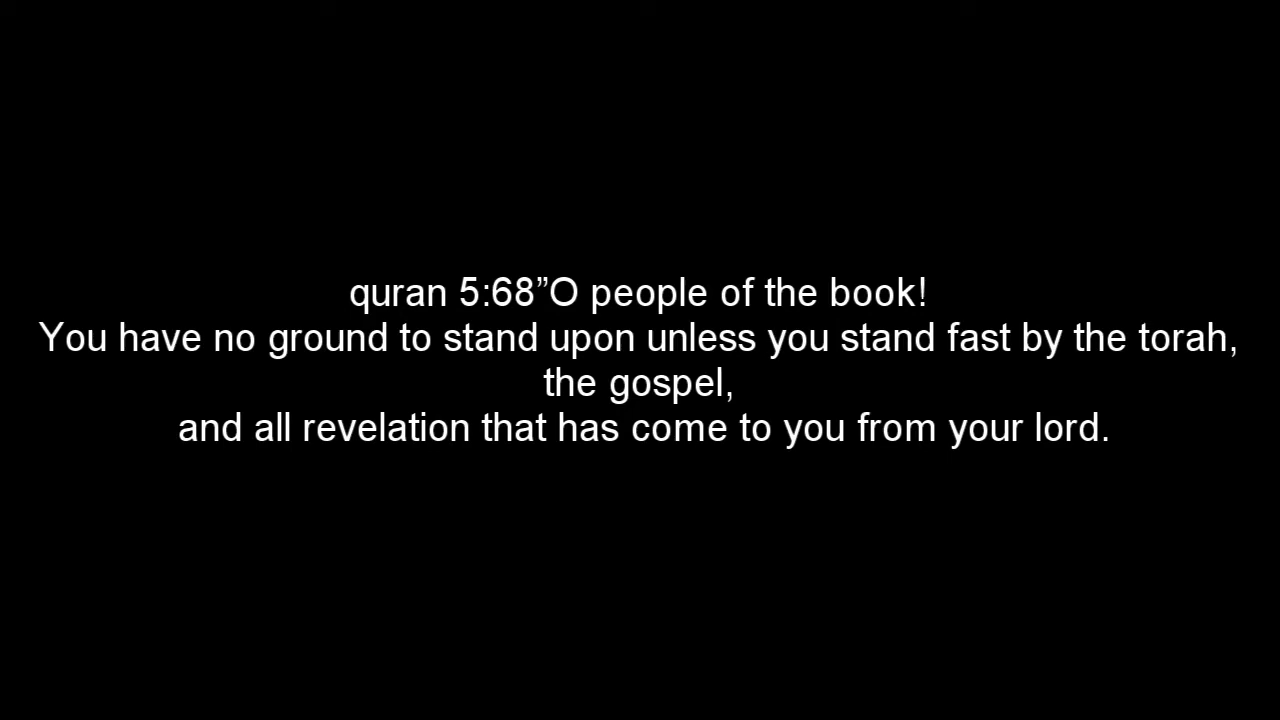 quran 5:68”O people of the book!
You have no ground to stand upon unless you stand fast by the torah,
the gospel,
and all revelation that has come to you from your lord.